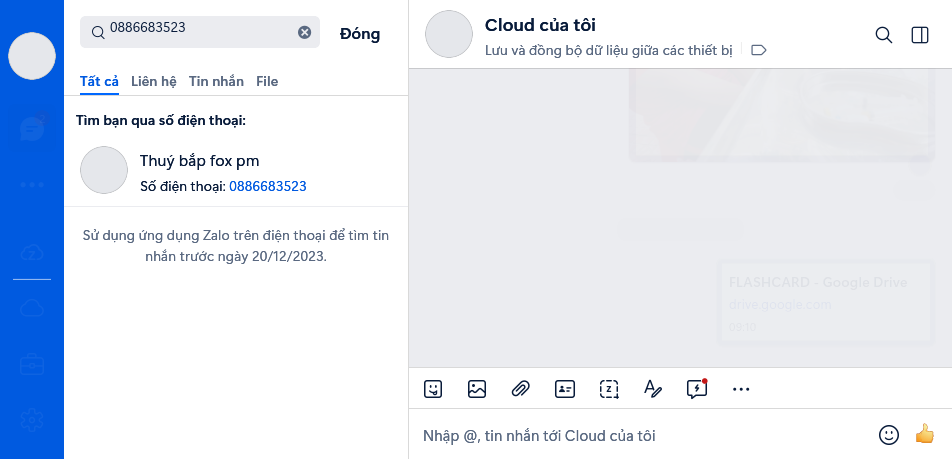 0886683523
Đóng
Tất cả Liên hệ Tin nhắn File
Tìm bạn qua số điện thoại:
Thuý bắp fox pm
Số điện thoại: 0886683523
Sử dụng ứng dụng Zalo trên điện thoại để tìm tin
nhắn trước ngày 20/12/2023.
Cloud của tôi
Lưu và đồng bộ dữ liệu giữa các thiết bị
FLASHCARD - Google Drive
drive.google.com
09:10
Nhập @, tin nhắn tới Cloud của tôi